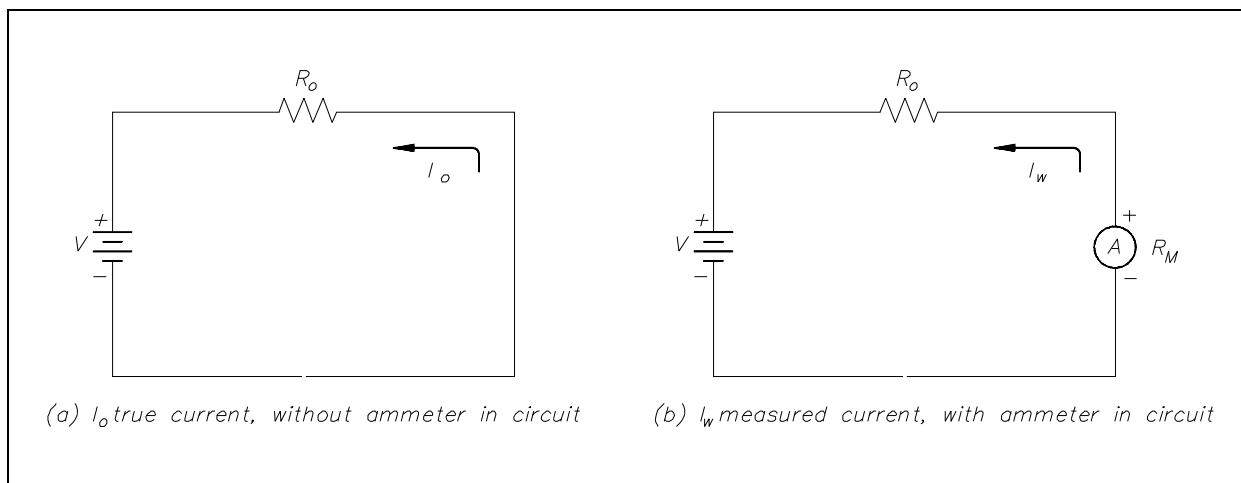 Ro
Io
+
V
−
(a) Io true current, without ammeter in circuit
Ro
Iw
+
V
−
+
A
RM
−
(b) Iw measured current, with ammeter in circuit